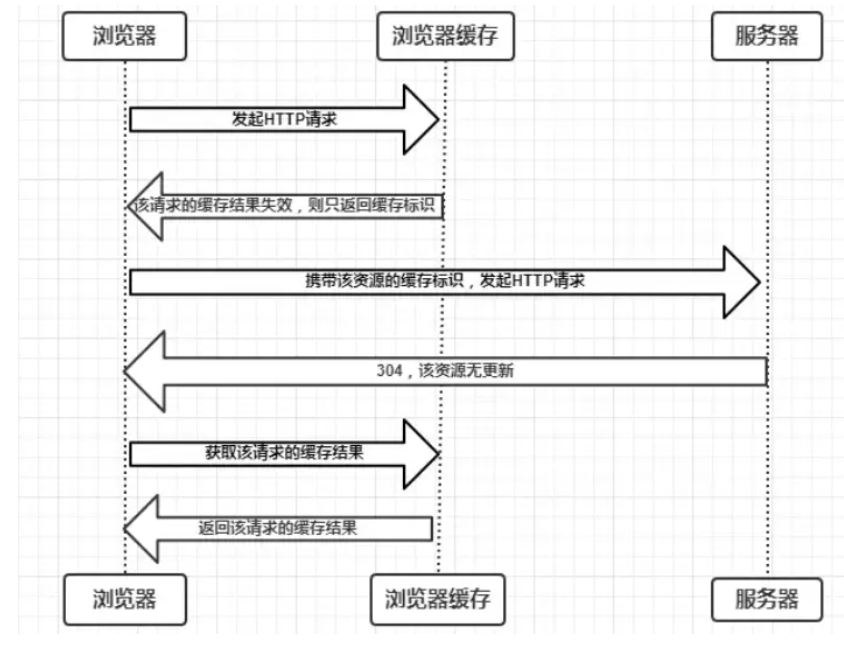 浏览器
浏览器缓存
服务器
发起HTTP请求
该请求的缓存结果失效，则只返回缓存标识
携带该资源的缓存标识，发起HTTP请求
304，该资源无更新
获取该请求的缓存结果
返回该请求的缓存结果
浏览器
浏览器缓存
服务器